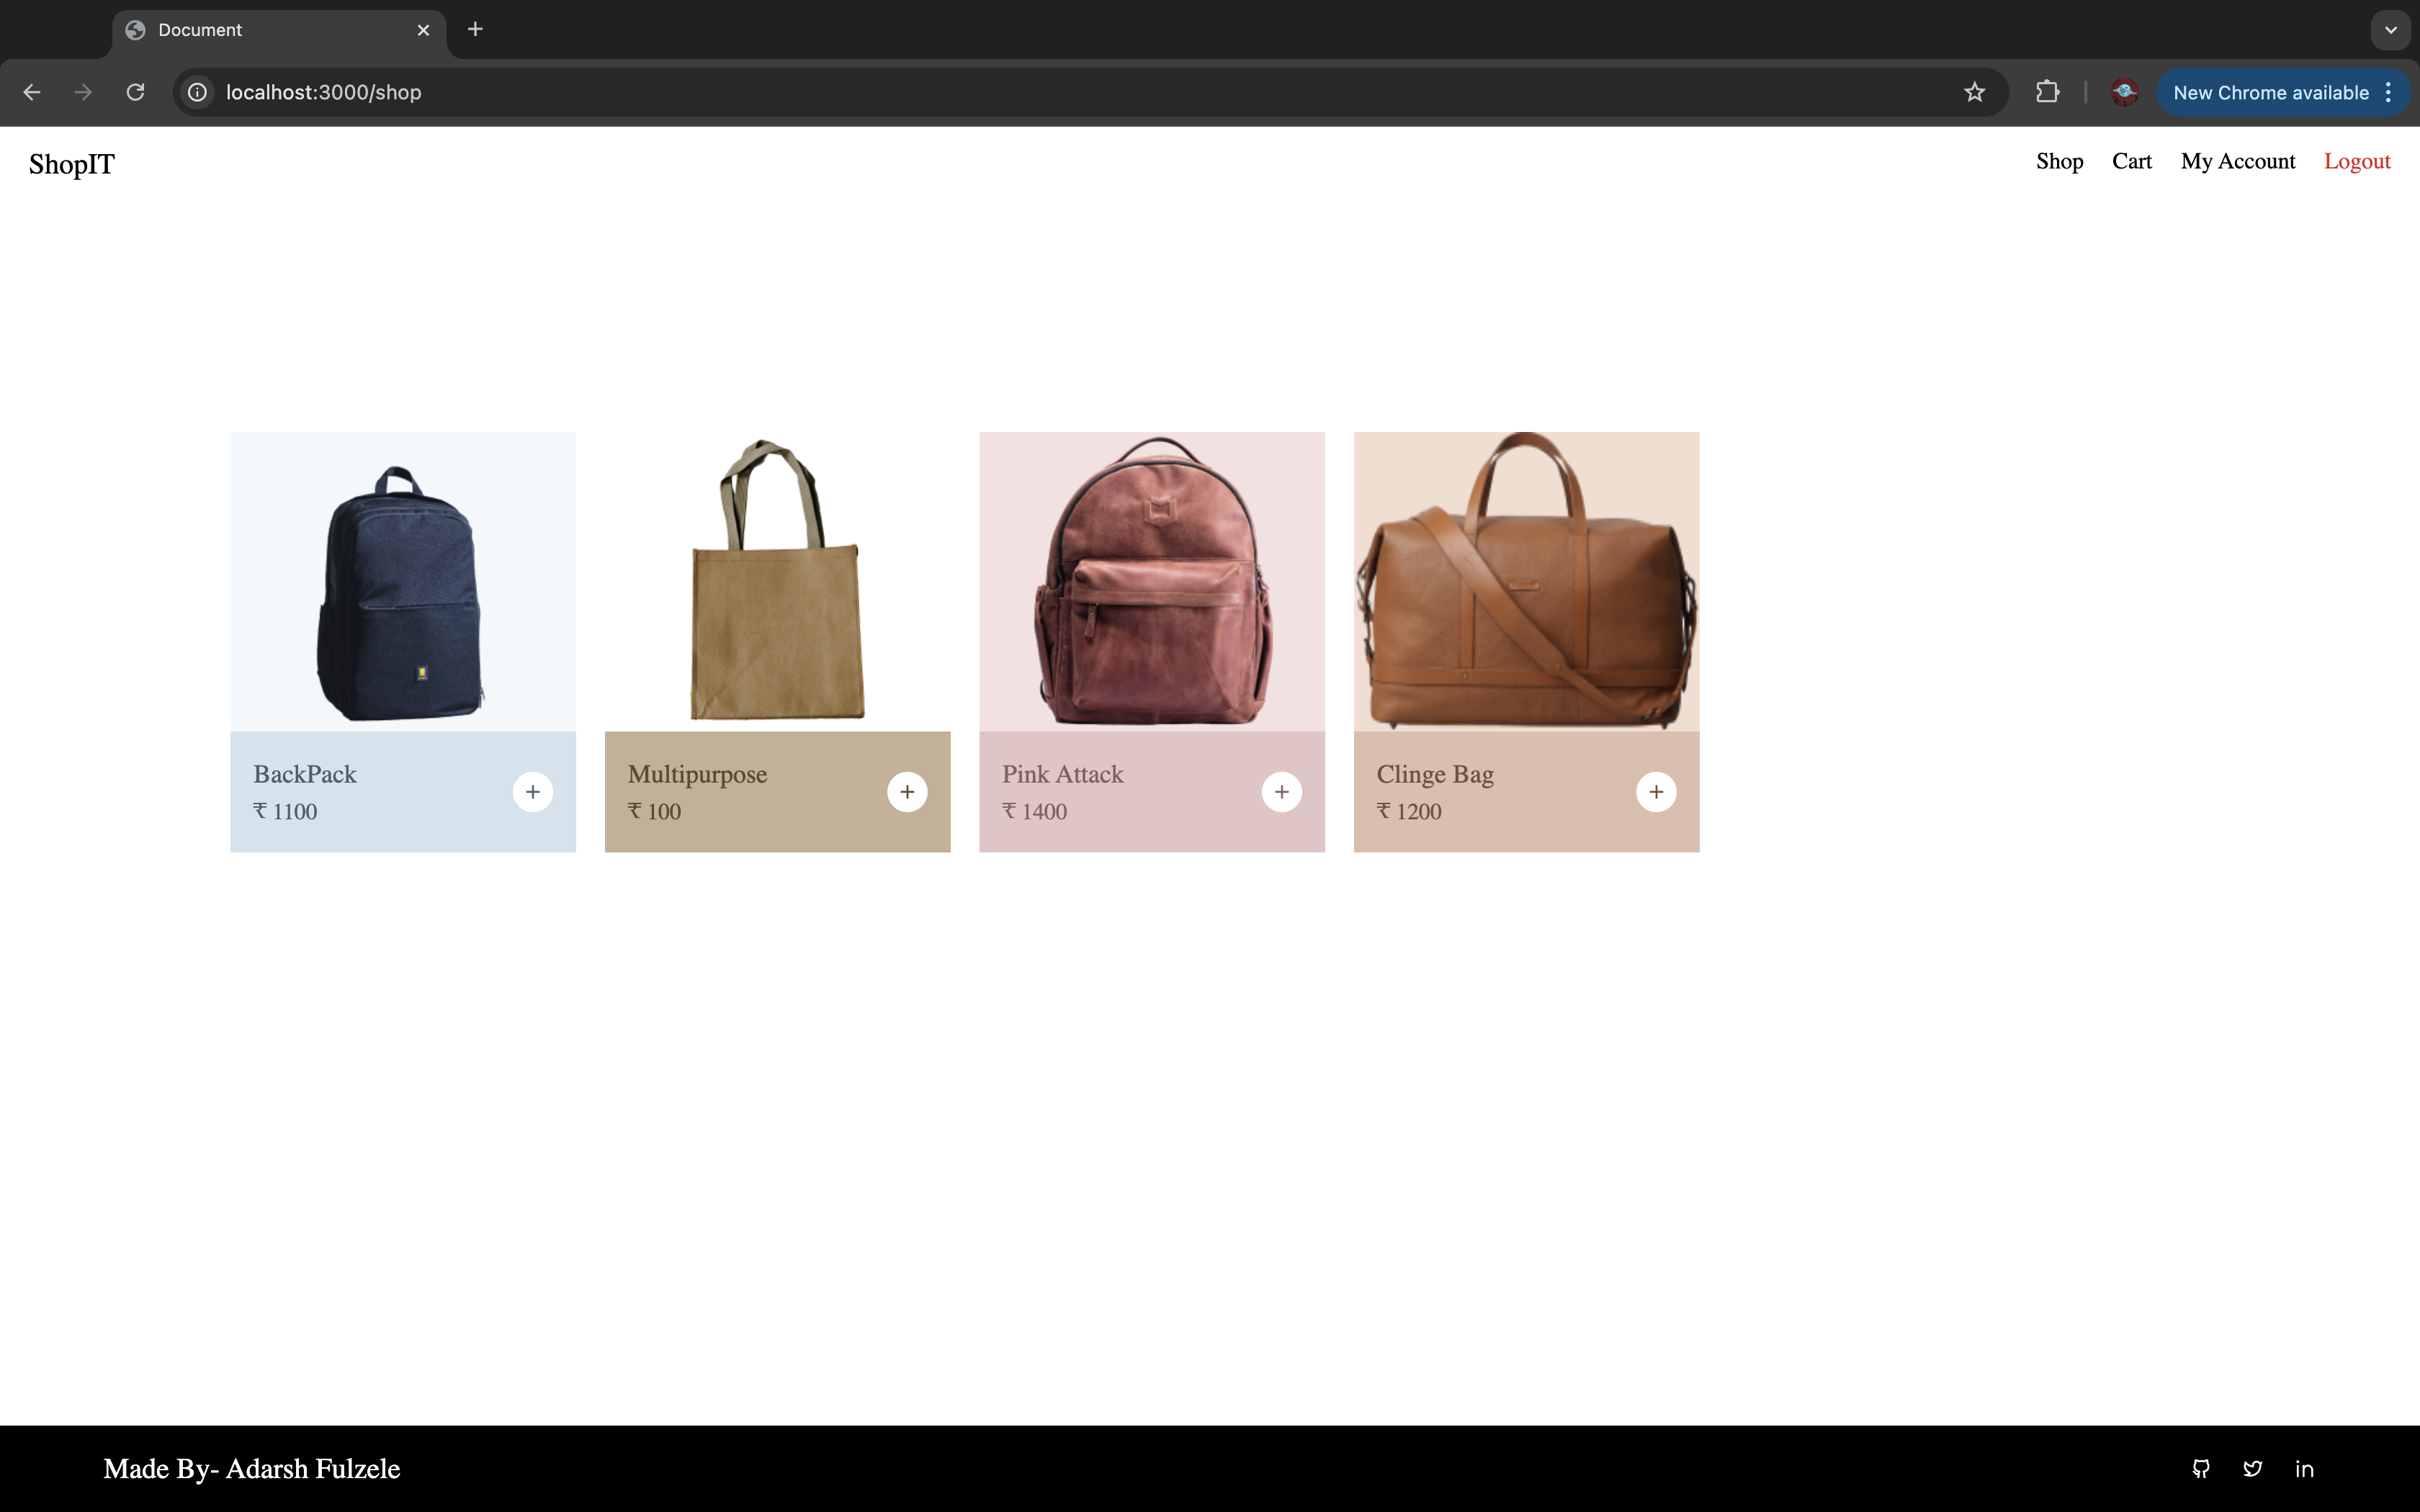 Document
localhost:3000/shop
New Chrome available
ShopIT
Shop Cart My Account Logout
BackPack
₹ 1100
Multipurpose
₹ 100
Pink Attack
₹ 1400
Clinge Bag
₹ 1200
Made By- Adarsh Fulzele
in